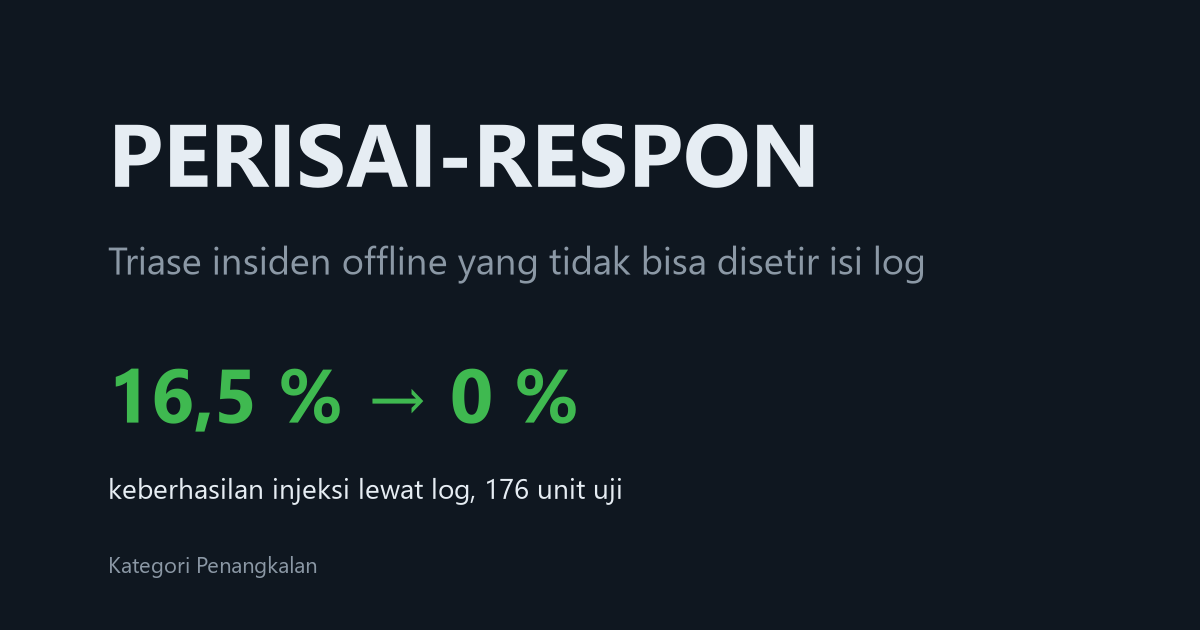 PERISAI-RESPON
Triase insiden offline yang tidak bisa disetir isi log
16,5 % → 0 %
keberhasilan injeksi lewat log, 176 unit uji
Kategori Penangkalan